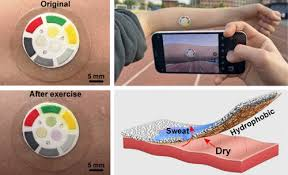 Original
5 mm
After exercise
5 mm
Sweat
Hydrophobic
Dry